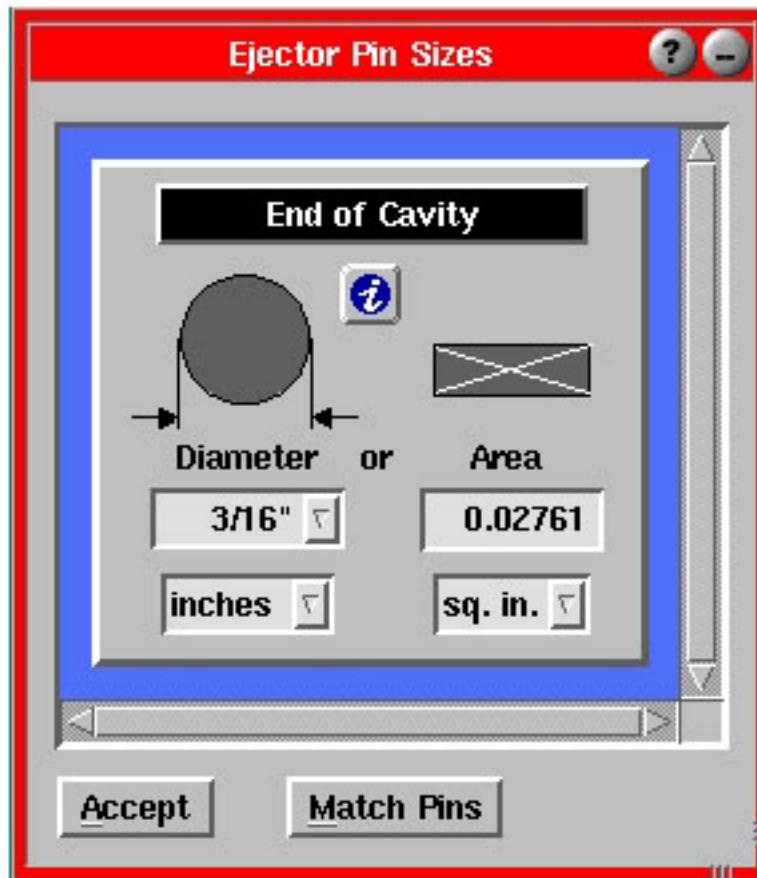 Ejector Pin Sizes ? --
End of Cavity
i
Diameter or Area
3/16" 0.02761
inches sq. in.
Accept Match Pins